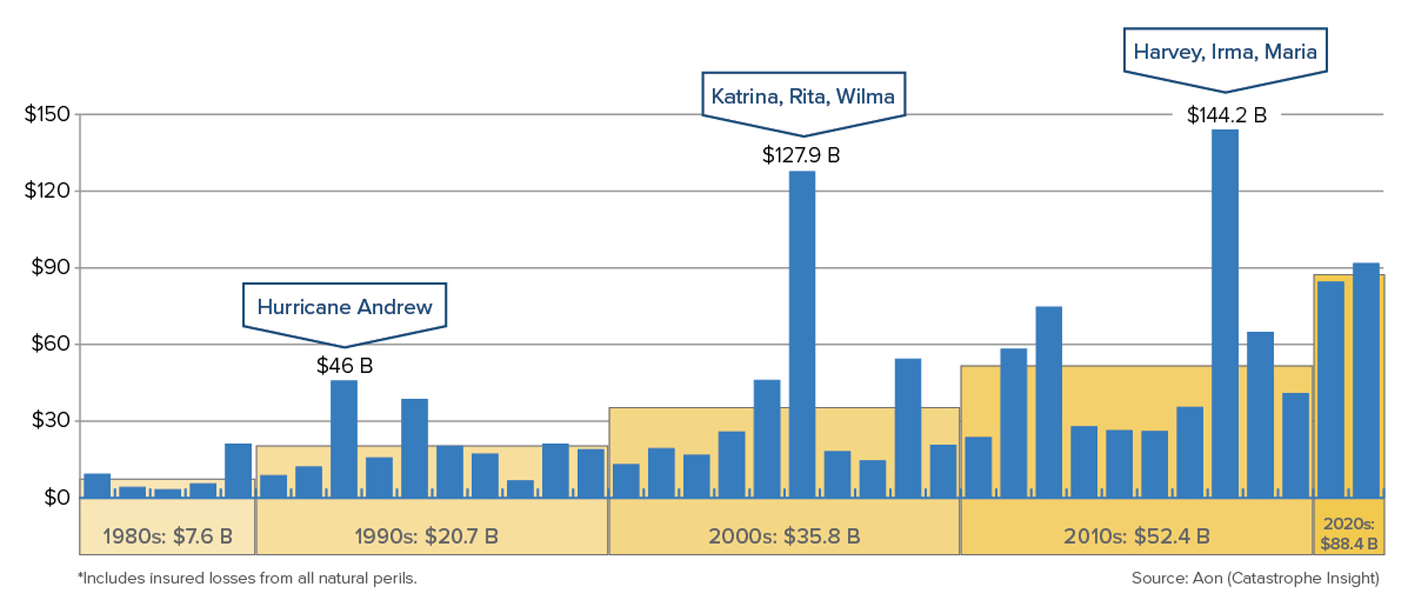 Harvey, Irma, Maria
Katrina, Rita, Wilma
$150
$144.2 B
$127.9 B
$120
$90
Hurricane Andrew
$60
$46 B
$30
$0
1980s: $7.6 B
1990s: $20.7 B
2000s: $35.8 B
2010s: $52.4 B
2020s:
$88.4 B
*Includes insured losses from all natural perils.
Source: Aon (Catastrophe Insight)